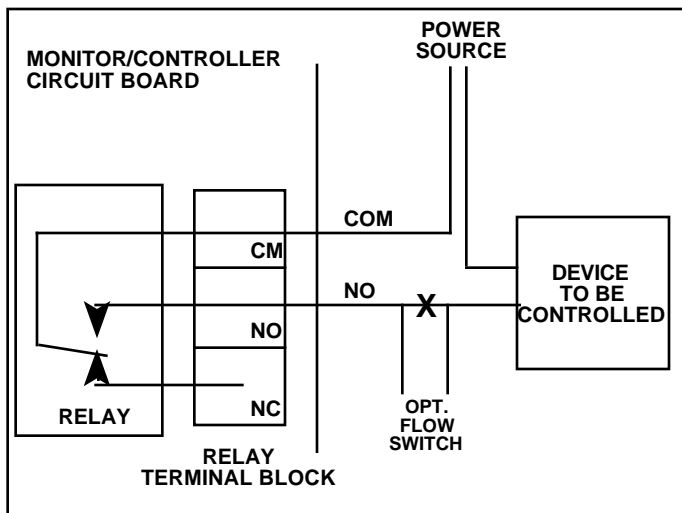 MONITOR/CONTROLLER
CIRCUIT BOARD
POWER
SOURCE
COM
CM
NO
X
NO
NC
RELAY
DEVICE
TO BE
CONTROLLED
OPT.
FLOW
SWITCH
RELAY
TERMINAL BLOCK